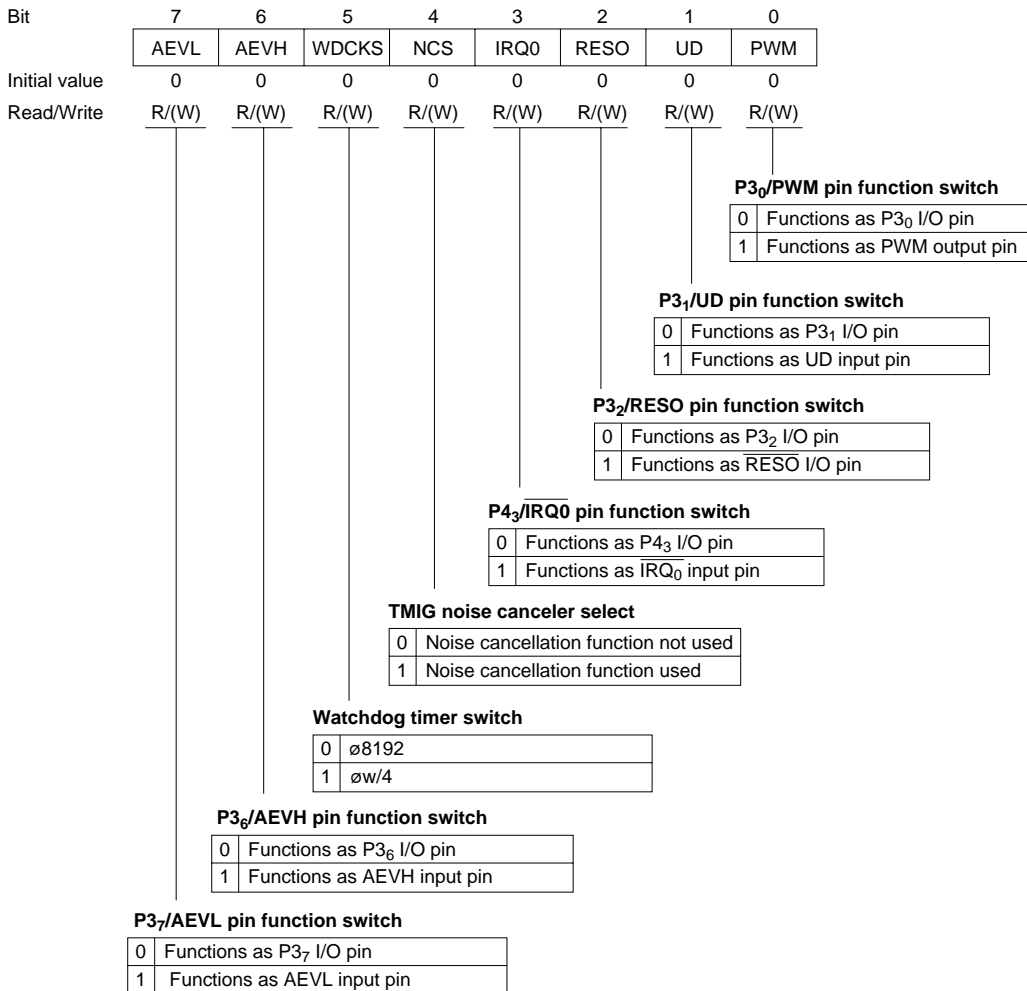 Bit 7 6 5 4 3 2 1 0
AEVL AEVH WDCKS NCS IRQ0 RESO UD PWM
Initial value 0 0 0 0 0 0 0 0
Read/Write R/(W) R/(W) R/(W) R/(W) R/(W) R/(W) R/(W) R/(W)
P3₀/PWM pin function switch
0 Functions as P3₀ I/O pin
1 Functions as PWM output pin
P3₁/UD pin function switch
0 Functions as P3₁ I/O pin
1 Functions as UD input pin
P3₂/RESO pin function switch
0 Functions as P3₂ I/O pin
1 Functions as R̅E̅S̅O̅ I/O pin
P4₃/I̅R̅Q̅0̅ pin function switch
0 Functions as P4₃ I/O pin
1 Functions as I̅R̅Q̅₀̅ input pin
TMIG noise canceler select
0 Noise cancellation function not used
1 Noise cancellation function used
Watchdog timer switch
0 ø8192
1 øw/4
P3₆/AEVH pin function switch
0 Functions as P3₆ I/O pin
1 Functions as AEVH input pin
P3₇/AEVL pin function switch
0 Functions as P3₇ I/O pin
1 Functions as AEVL input pin